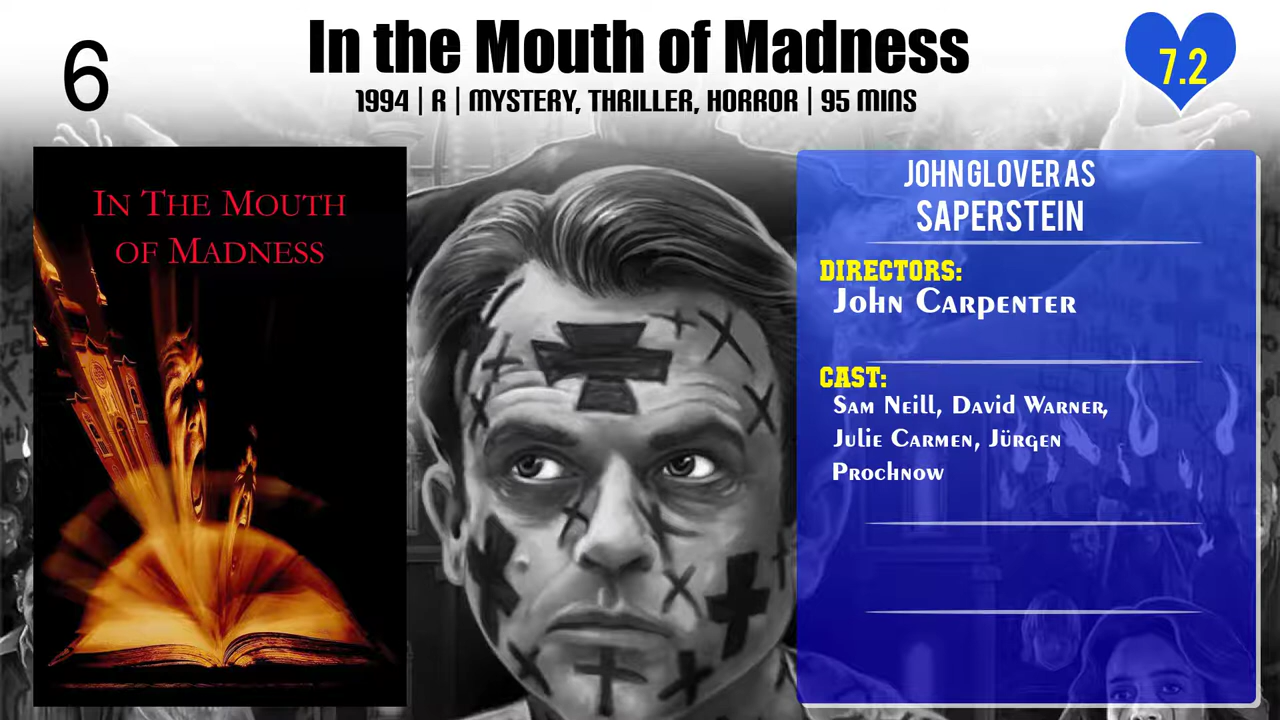 6
In the Mouth of Madness
7.2
1994 | R | MYSTERY, THRILLER, HORROR | 95 MINS
IN THE MOUTH
OF MADNESS
JOHN GLOVER AS
SAPERSTEIN
DIRECTORS:
John Carpenter
CAST:
Sam Neill, David Warner,
Julie Carmen, Jürgen
Prochnow